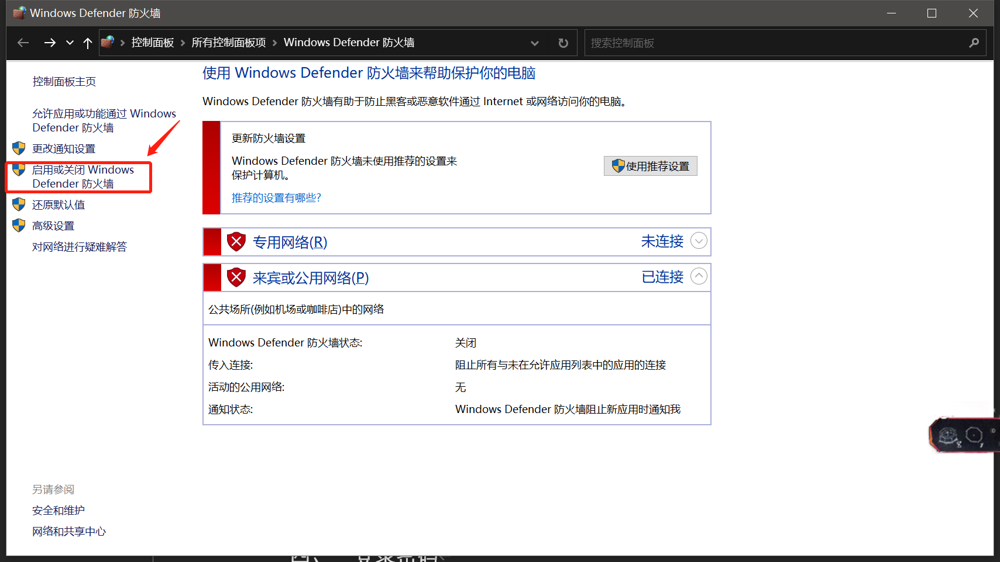 Windows Defender 防火墙
控制面板 › 所有控制面板项 › Windows Defender 防火墙
搜索控制面板
控制面板主页
允许应用或功能通过 Windows
Defender 防火墙
更改通知设置
启用或关闭 Windows
Defender 防火墙
还原默认值
高级设置
对网络进行疑难解答
使用 Windows Defender 防火墙来帮助保护你的电脑
Windows Defender 防火墙有助于防止黑客或恶意软件通过 Internet 或网络访问你的电脑。
更新防火墙设置
Windows Defender 防火墙未使用推荐的设置来
保护计算机。
使用推荐设置
推荐的设置有哪些?
专用网络(R) 未连接
来宾或公用网络(P) 已连接
公共场所(例如机场或咖啡店)中的网络
Windows Defender 防火墙状态: 关闭
传入连接: 阻止所有与未在允许应用列表中的应用的连接
活动的公用网络: 无
通知状态: Windows Defender 防火墙阻止新应用时通知我
另请参阅
安全和维护
网络和共享中心